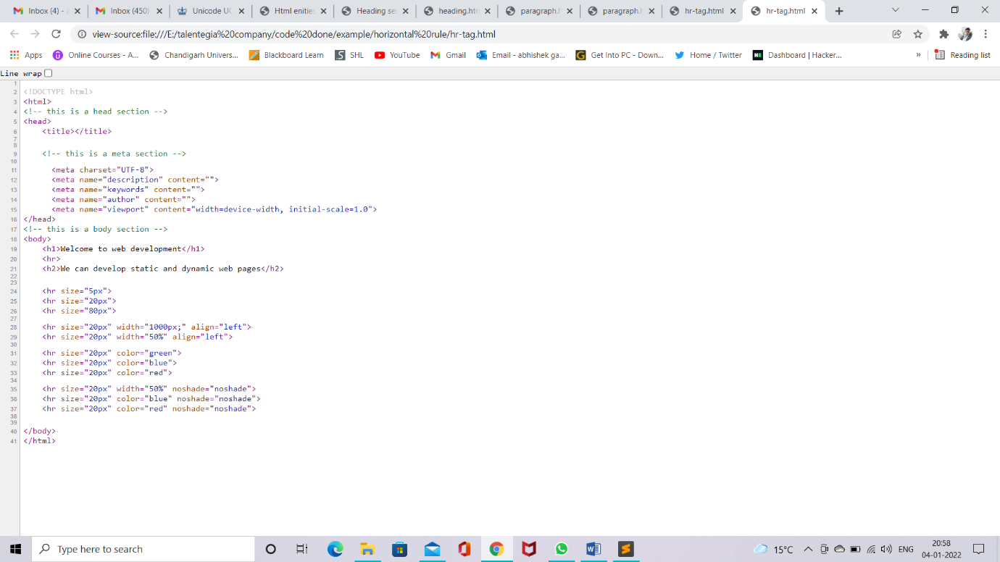 Inbox (4) - a
Inbox (450)
Unicode UC
Html enitie
Heading se
heading.htm
paragraph.h
paragraph.h
hr-tag.html
hr-tag.html
view-source:file:///E:/talentegia%20company/code%20done/example/horizontal%20rule/hr-tag.html
Apps
Online Courses - A...
Chandigarh Univers...
Blackboard Learn
SHL
YouTube
Gmail
Email - abhishek ga...
Get Into PC - Down...
Home / Twitter
Dashboard | Hacker...
»
Reading list
Line wrap
1
2 <!DOCTYPE html>
3 <html>
4 <!-- this is a head section -->
5 <head>
6     <title></title>
7
8
9     <!-- this is a meta section -->
10
11       <meta charset="UTF-8">
12       <meta name="description" content="">
13       <meta name="keywords" content="">
14       <meta name="author" content="">
15       <meta name="viewport" content="width=device-width, initial-scale=1.0">
16 </head>
17 <!-- this is a body section -->
18 <body>
19     <h1>Welcome to web development</h1>
20     <hr>
21     <h2>We can develop static and dynamic web pages</h2>
22
23
24     <hr size="5px">
25     <hr size="20px">
26     <hr size="80px">
27
28     <hr size="20px" width="1000px;" align="left">
29     <hr size="20px" width="50%" align="left">
30
31     <hr size="20px" color="green">
32     <hr size="20px" color="blue">
33     <hr size="20px" color="red">
34
35     <hr size="20px" width="50%" noshade="noshade">
36     <hr size="20px" color="blue" noshade="noshade">
37     <hr size="20px" color="red" noshade="noshade">
38
39
40 </body>
41 </html>
Type here to search
15°C
ENG
20:58
04-01-2022